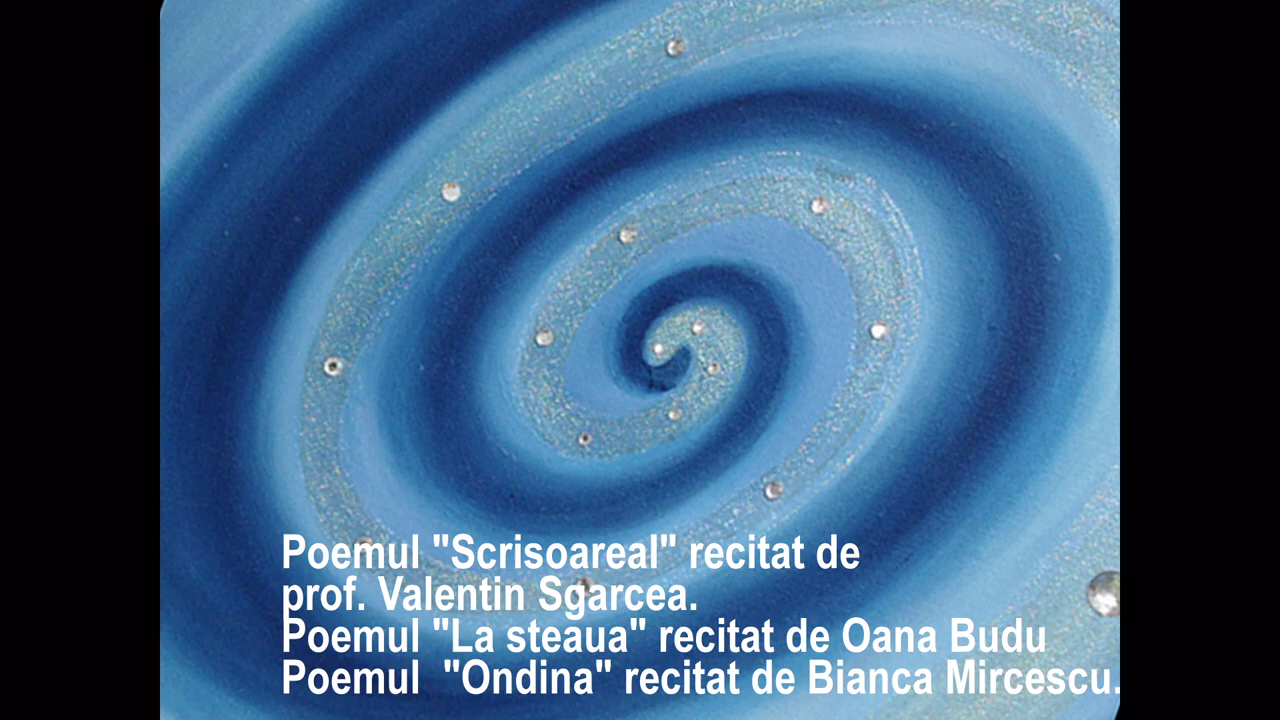 Poemul "Scrisoareal" recitat de
prof. Valentin Sgarcea.
Poemul "La steaua" recitat de Oana Budu
Poemul "Ondina" recitat de Bianca Mircescu.